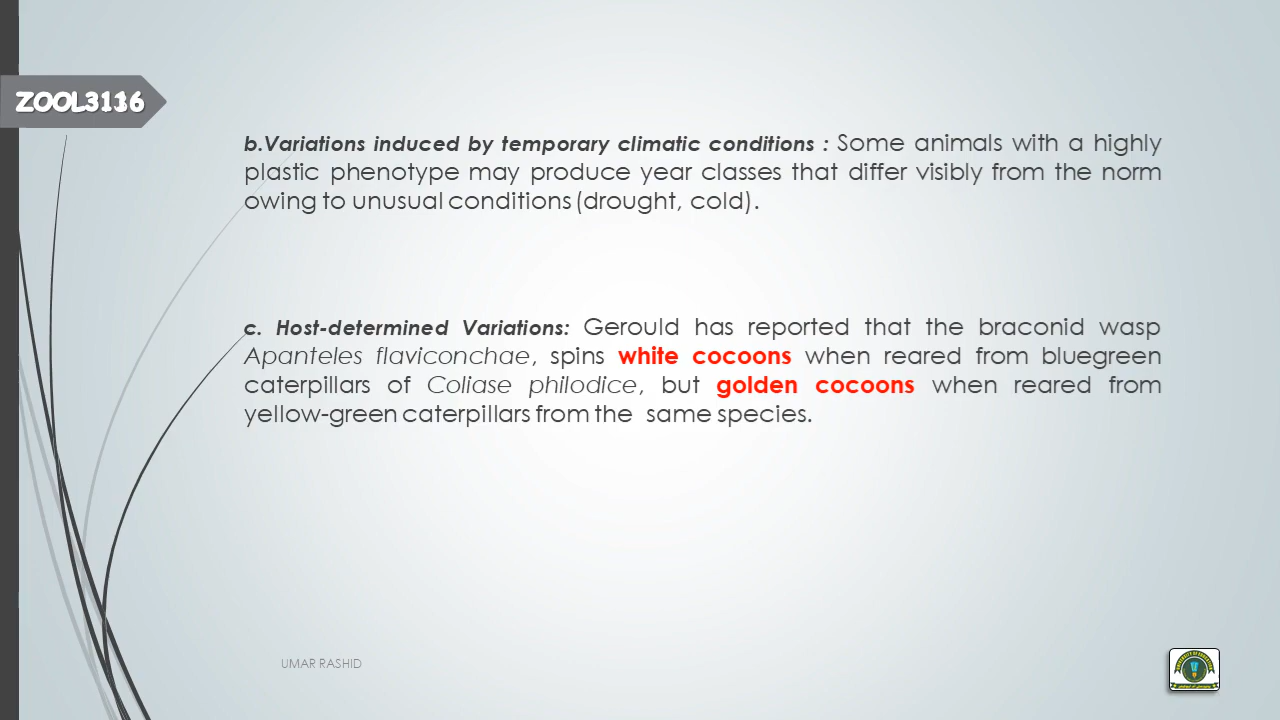 ZOOL3136
b.Variations induced by temporary climatic conditions : Some animals with a highly
plastic phenotype may produce year classes that differ visibly from the norm
owing to unusual conditions (drought, cold).
c. Host-determined Variations: Gerould has reported that the braconid wasp
Apanteles flaviconchae, spins white cocoons when reared from bluegreen
caterpillars of Coliase philodice, but golden cocoons when reared from
yellow-green caterpillars from the same species.
UMAR RASHID